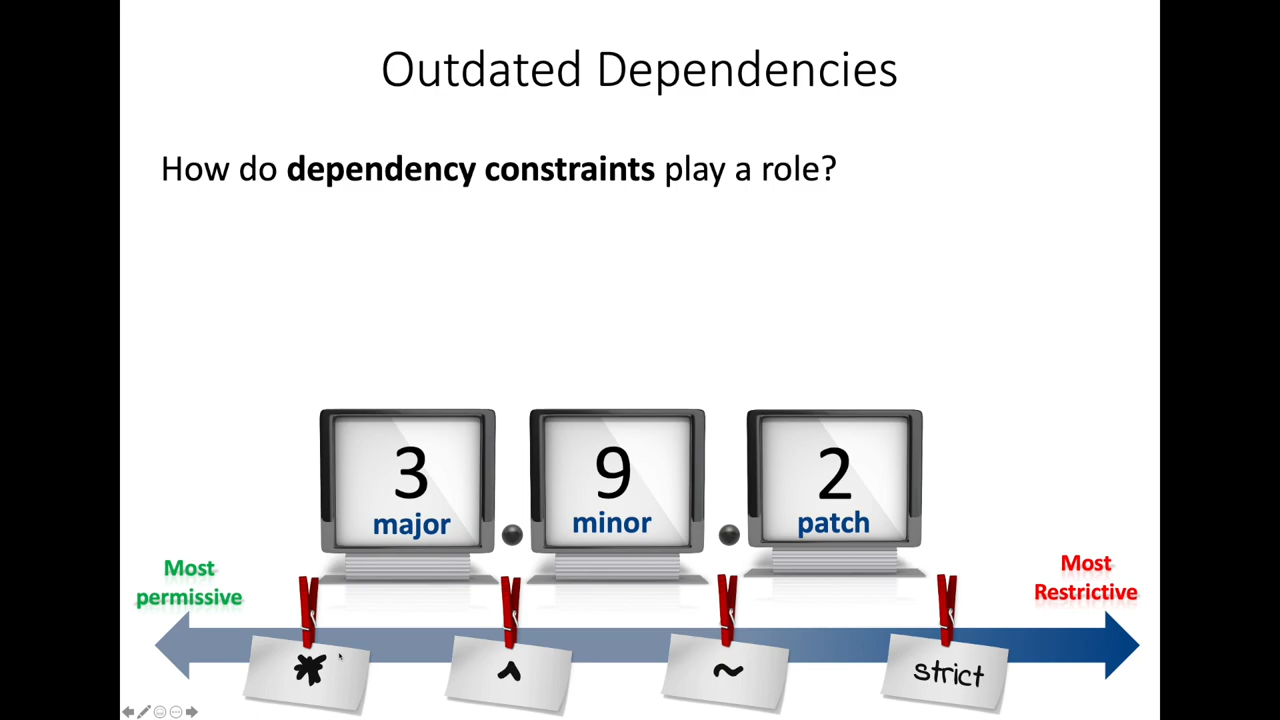 Outdated Dependencies
How do dependency constraints play a role?
3 . 9 . 2
major minor patch
Most permissive
Most Restrictive
* ^ ~ strict